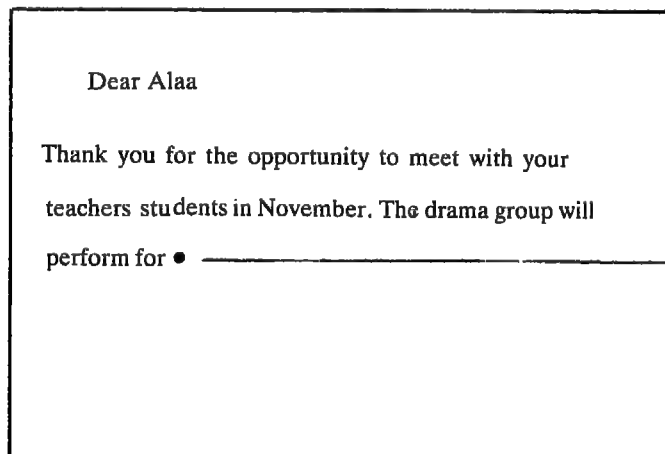 Dear Alaa
Thank you for the opportunity to meet with your
teachers students in November. The drama group will
perform for •